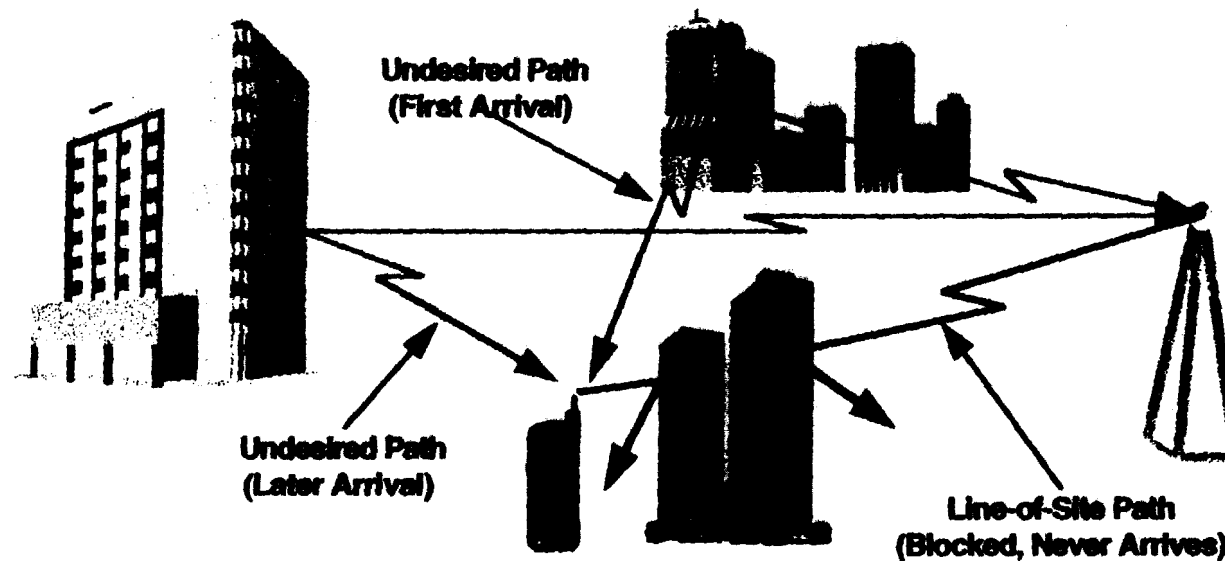 Undesired Path
(First Arrival)
Undesired Path
(Later Arrival)
Line-of-Site Path
(Blocked, Never Arrives)